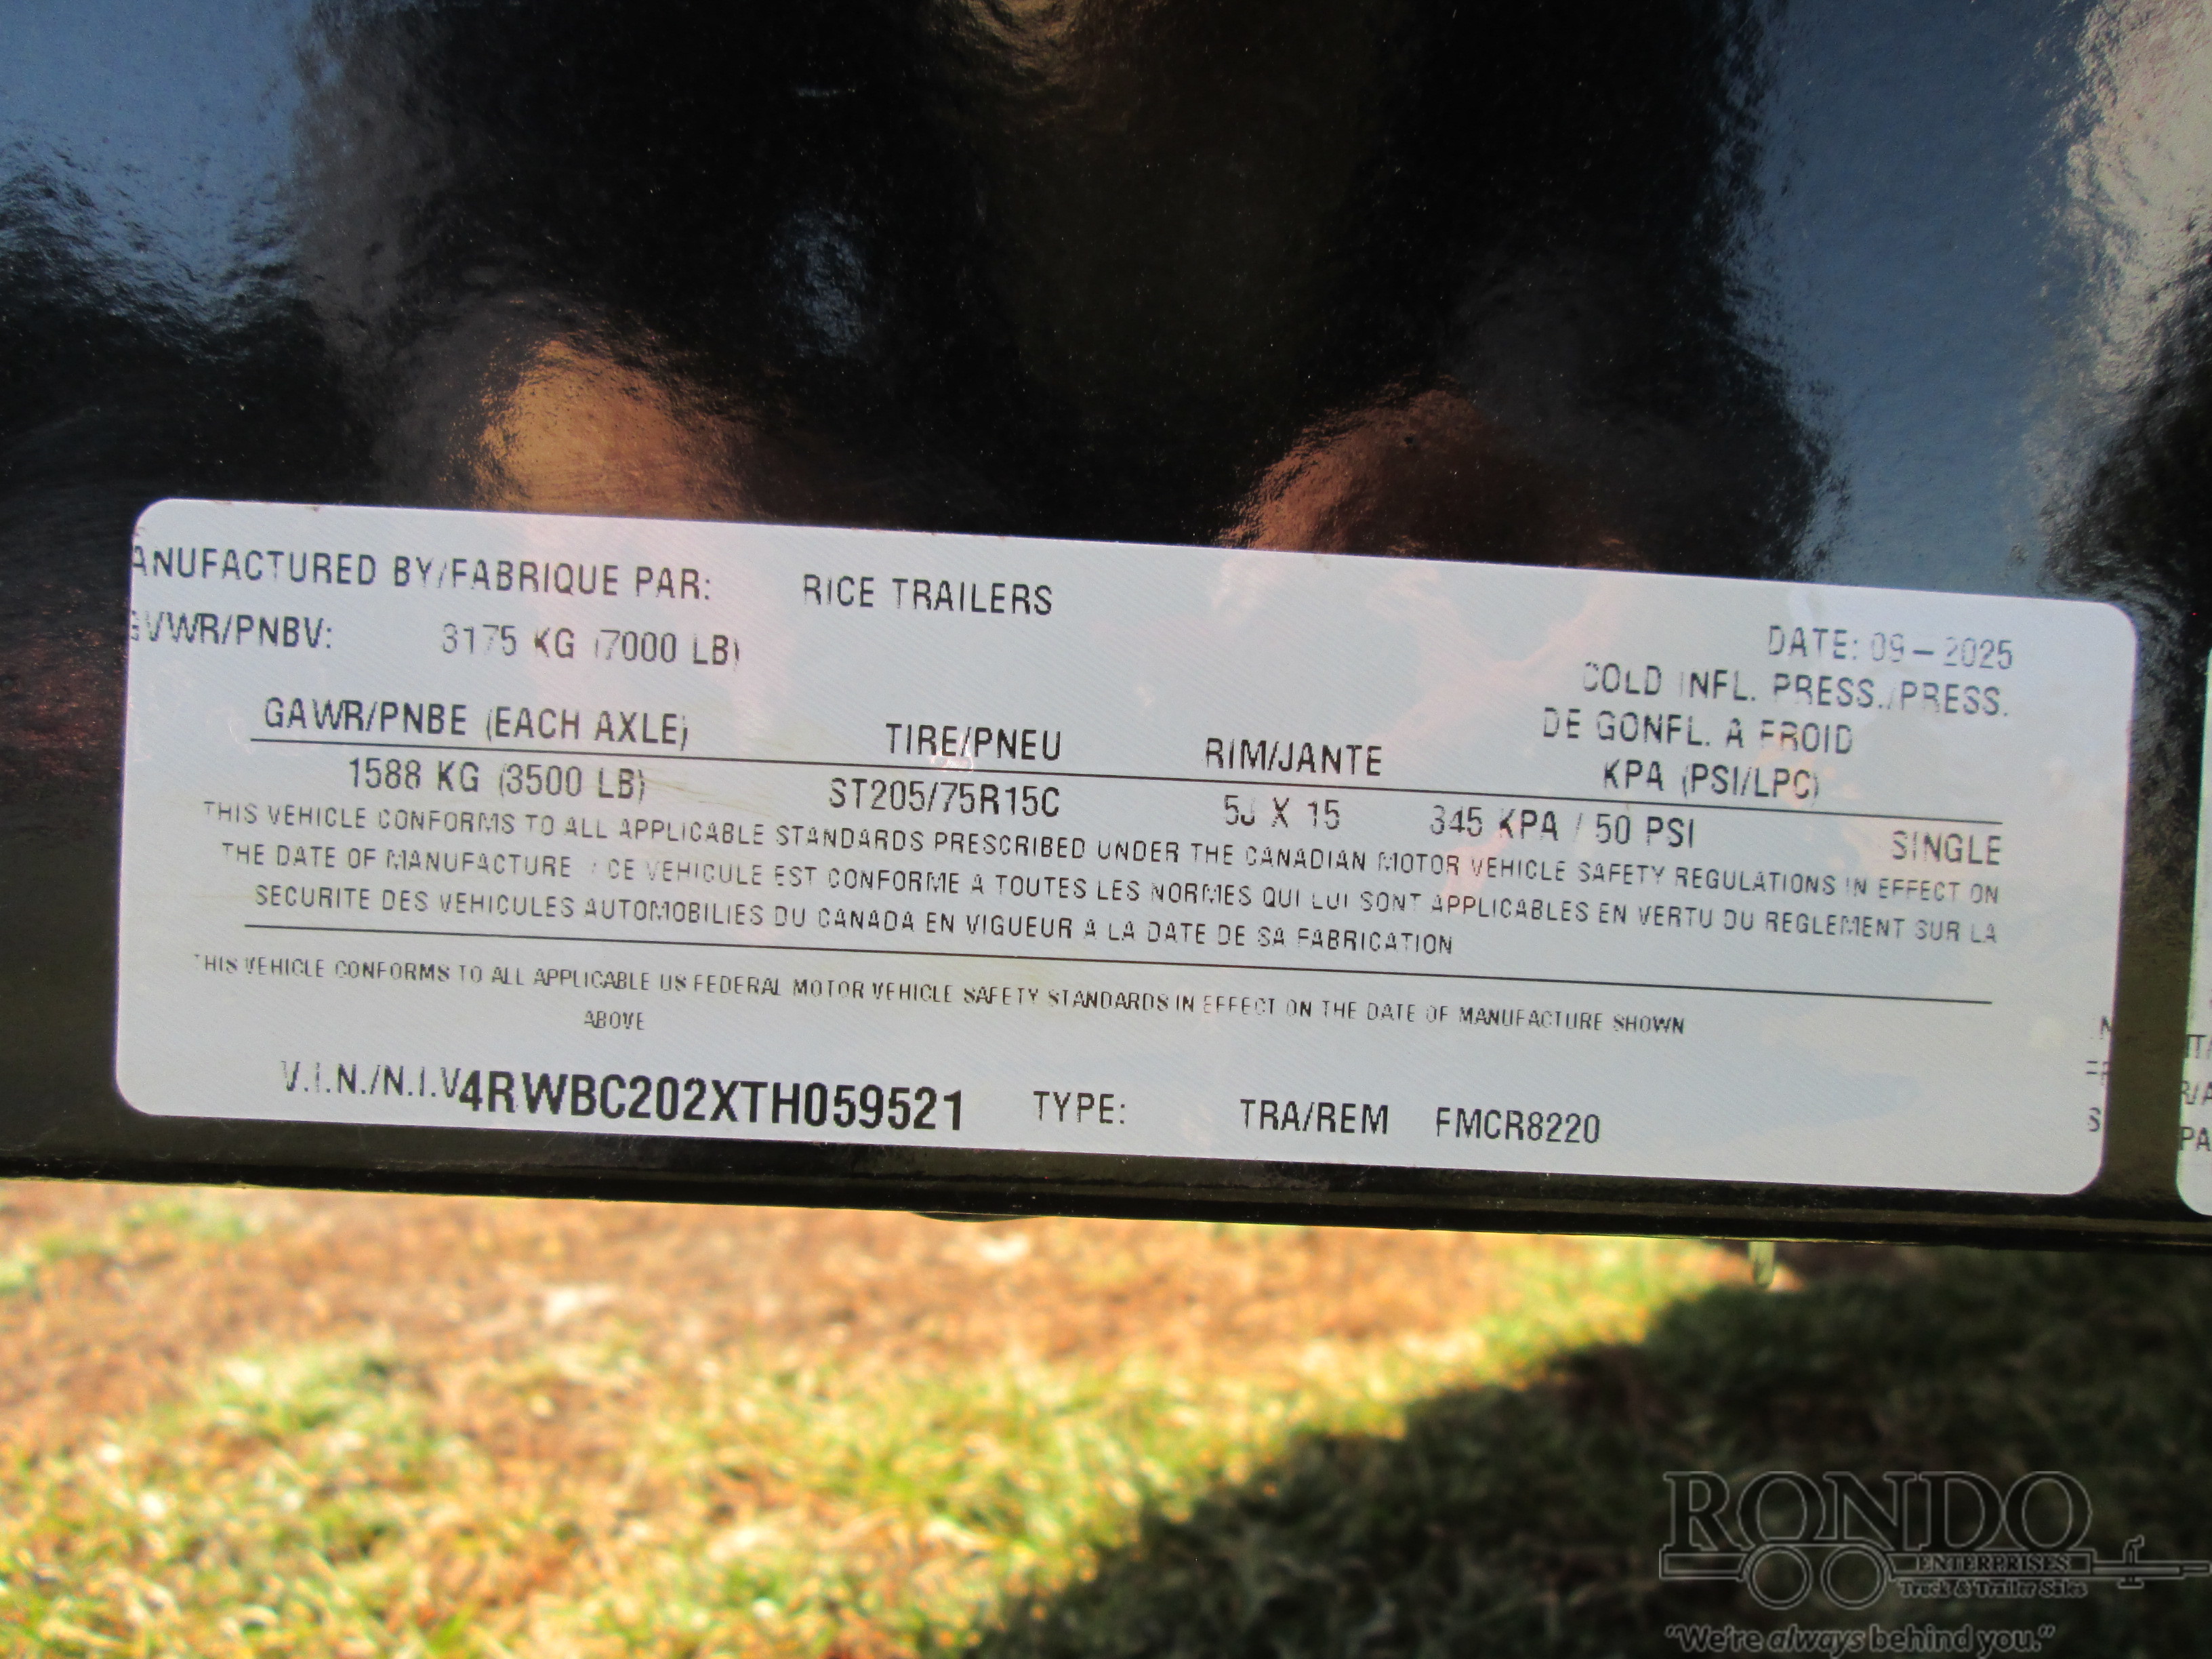 ANUFACTURED BY/FABRIQUE PAR: RICE TRAILERS
GVWR/PNBV: 3175 KG (7000 LB)
DATE: 09-2025
COLD INFL. PRESS./PRESS.
DE GONFL. A FROID
GAWR/PNBE (EACH AXLE) TIRE/PNEU RIM/JANTE KPA (PSI/LPC)
1588 KG (3500 LB) ST205/75R15C 5J X 15 345 KPA / 50 PSI SINGLE
THIS VEHICLE CONFORMS TO ALL APPLICABLE STANDARDS PRESCRIBED UNDER THE CANADIAN MOTOR VEHICLE SAFETY REGULATIONS IN EFFECT ON
THE DATE OF MANUFACTURE / CE VEHICULE EST CONFORME A TOUTES LES NORMES QUI LUI SONT APPLICABLES EN VERTU DU REGLEMENT SUR LA
SECURITE DES VEHICULES AUTOMOBILIES DU CANADA EN VIGUEUR A LA DATE DE SA FABRICATION
THIS VEHICLE CONFORMS TO ALL APPLICABLE US FEDERAL MOTOR VEHICLE SAFETY STANDARDS IN EFFECT ON THE DATE OF MANUFACTURE SHOWN
ABOVE
V.I.N./N.I.V 4RWBC202XTH059521 TYPE: TRA/REM FMCR8220
RONDO
ENTERPRISES
Truck & Trailer Sales
"We're always behind you."